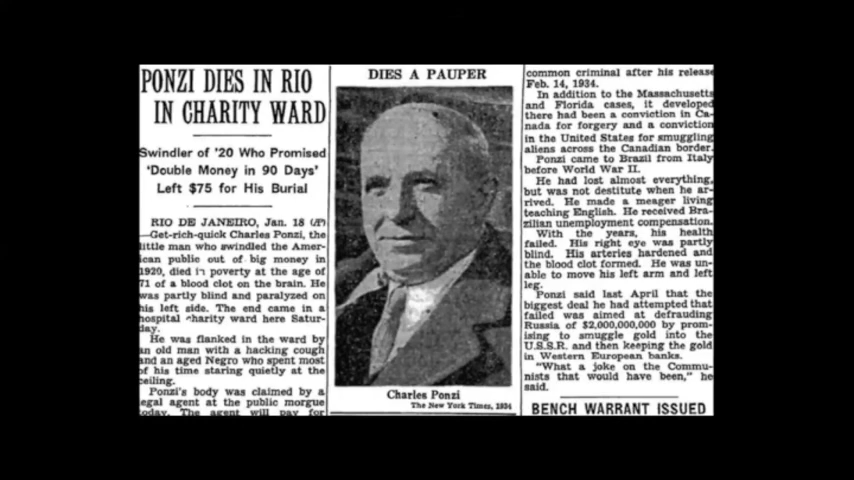 PONZI DIES IN RIO
IN CHARITY WARD
Swindler of '20 Who Promised
'Double Money in 90 Days'
Left $75 for His Burial
RIO DE JANEIRO, Jan. 18 (AP)
—Get-rich-quick Charles Ponzi, the
little man who swindled the Amer-
ican public out of big money in
1920, died in poverty at the age of
71 of a blood clot on the brain. He
was partly blind and paralyzed on
his left side. The end came in a
hospital charity ward here Satur-
day.
He was flanked in the ward by
an old man with a hacking cough
and an aged Negro who spent most
of his time staring quietly at the
ceiling.
Ponzi's body was claimed by a
legal agent at the public morgue
today. The agent will pay for
DIES A PAUPER
Charles Ponzi
The New York Times, 1934
common criminal after his release
Feb. 14, 1934.
In addition to the Massachusetts
and Florida cases, it developed
there had been a conviction in Ca-
nada for forgery and a conviction
in the United States for smuggling
aliens across the Canadian border.
Ponzi came to Brazil from Italy
before World War II.
He had lost almost everything,
but was not destitute when he ar-
rived. He made a meager living
teaching English. He received Bra-
zilian unemployment compensation.
With the years, his health
failed. His right eye was partly
blind. His arteries hardened and
the blood clot formed. He was un-
able to move his left arm and left
leg.
Ponzi said last April that the
biggest deal he had attempted that
failed was aimed at defrauding
Russia of $2,000,000,000 by prom-
ising to smuggle gold into the
U.S.S.R. and then keeping the gold
in Western European banks.
"What a joke on the Commu-
nists that would have been," he
said.
BENCH WARRANT ISSUED